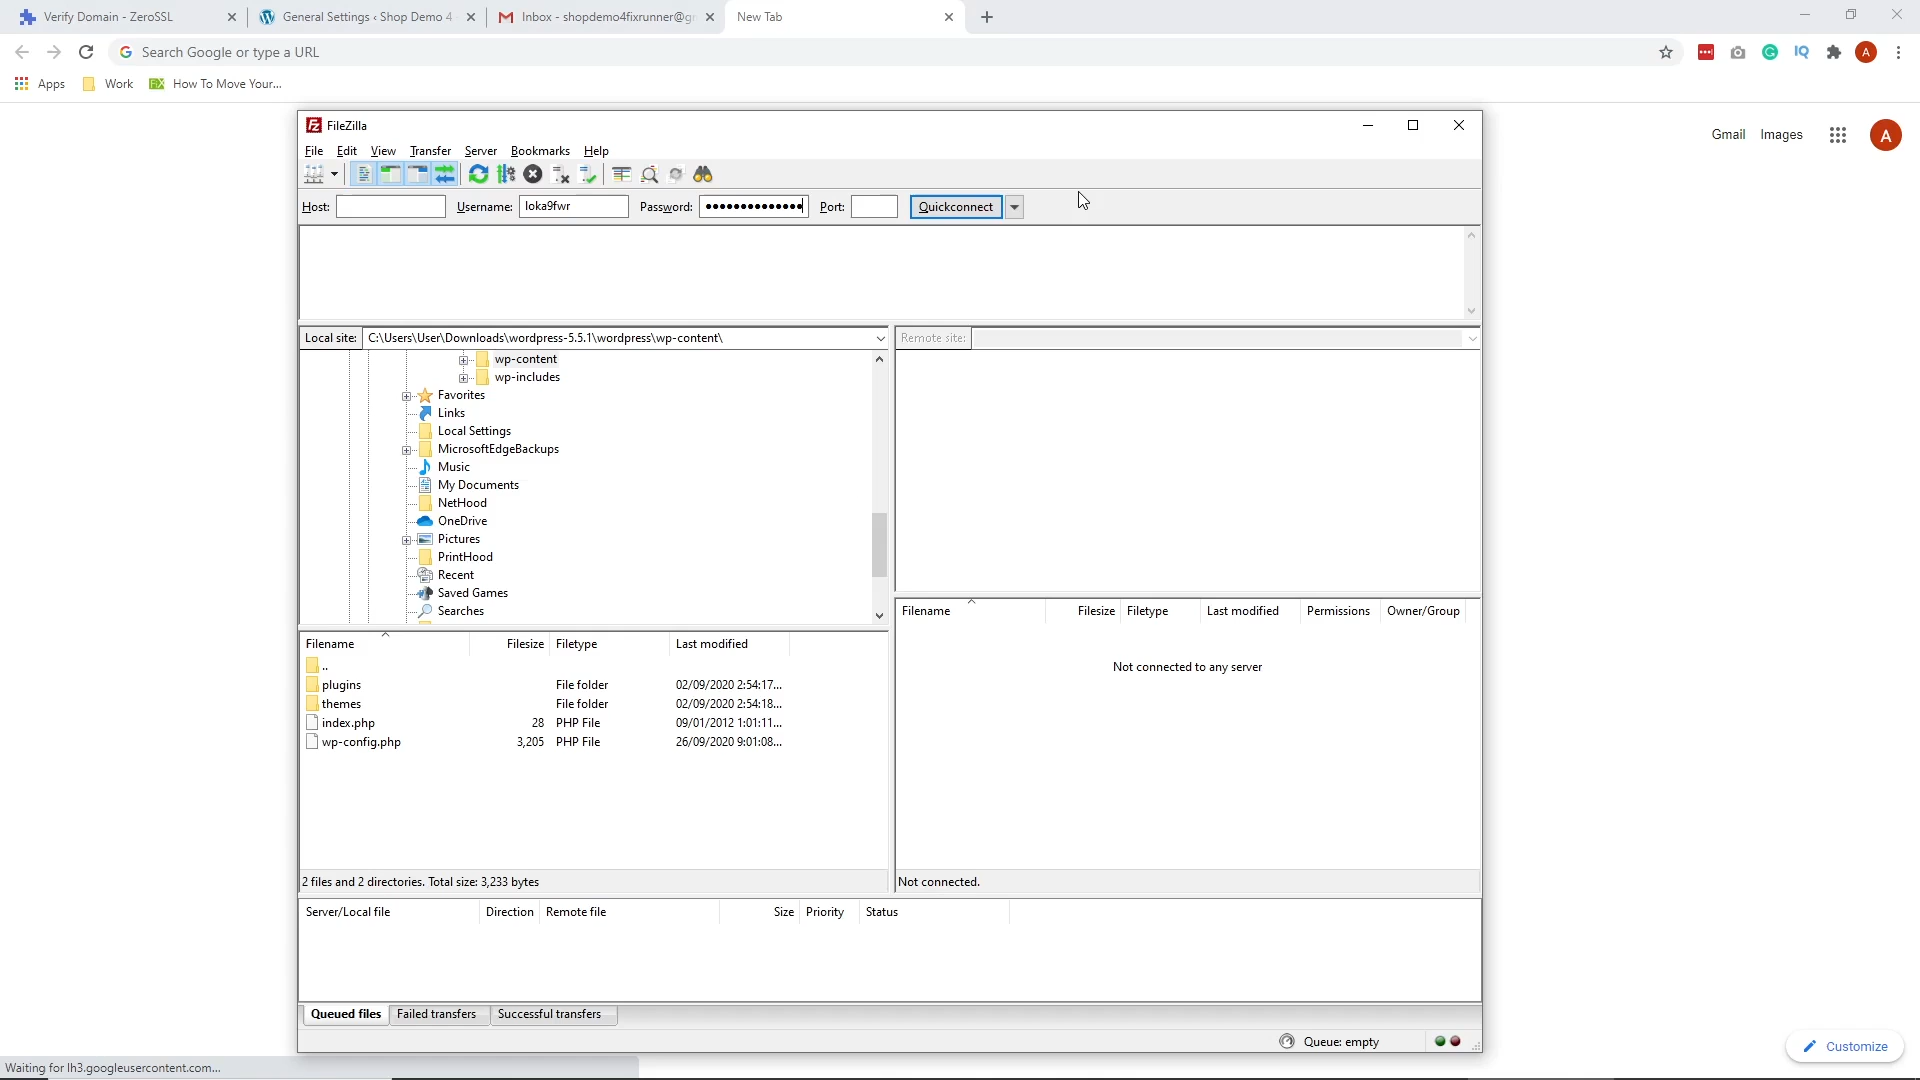 Verify Domain - ZeroSSL
General Settings ‹ Shop Demo 4
Inbox - shopdemo4fixrunner@g
New Tab
Search Google or type a URL
Apps
Work
How To Move Your...
Gmail
Images
A
FileZilla
File Edit View Transfer Server Bookmarks Help
Host:
Username: loka9fwr
Password: ●●●●●●●●●●●●●●
Port:
Quickconnect
Local site: C:\Users\User\Downloads\wordpress-5.5.1\wordpress\wp-content\
wp-content
wp-includes
Favorites
Links
Local Settings
MicrosoftEdgeBackups
Music
My Documents
NetHood
OneDrive
Pictures
PrintHood
Recent
Saved Games
Searches
Remote site:
Filename Filesize Filetype Last modified
..
plugins File folder 02/09/2020 2:54:17...
themes File folder 02/09/2020 2:54:18...
index.php 28 PHP File 09/01/2012 1:01:11...
wp-config.php 3,205 PHP File 26/09/2020 9:01:08...
2 files and 2 directories. Total size: 3,233 bytes
Filename Filesize Filetype Last modified Permissions Owner/Group
Not connected to any server
Not connected.
Server/Local file Direction Remote file Size Priority Status
Queued files Failed transfers Successful transfers
Queue: empty
Customize
Waiting for lh3.googleusercontent.com...